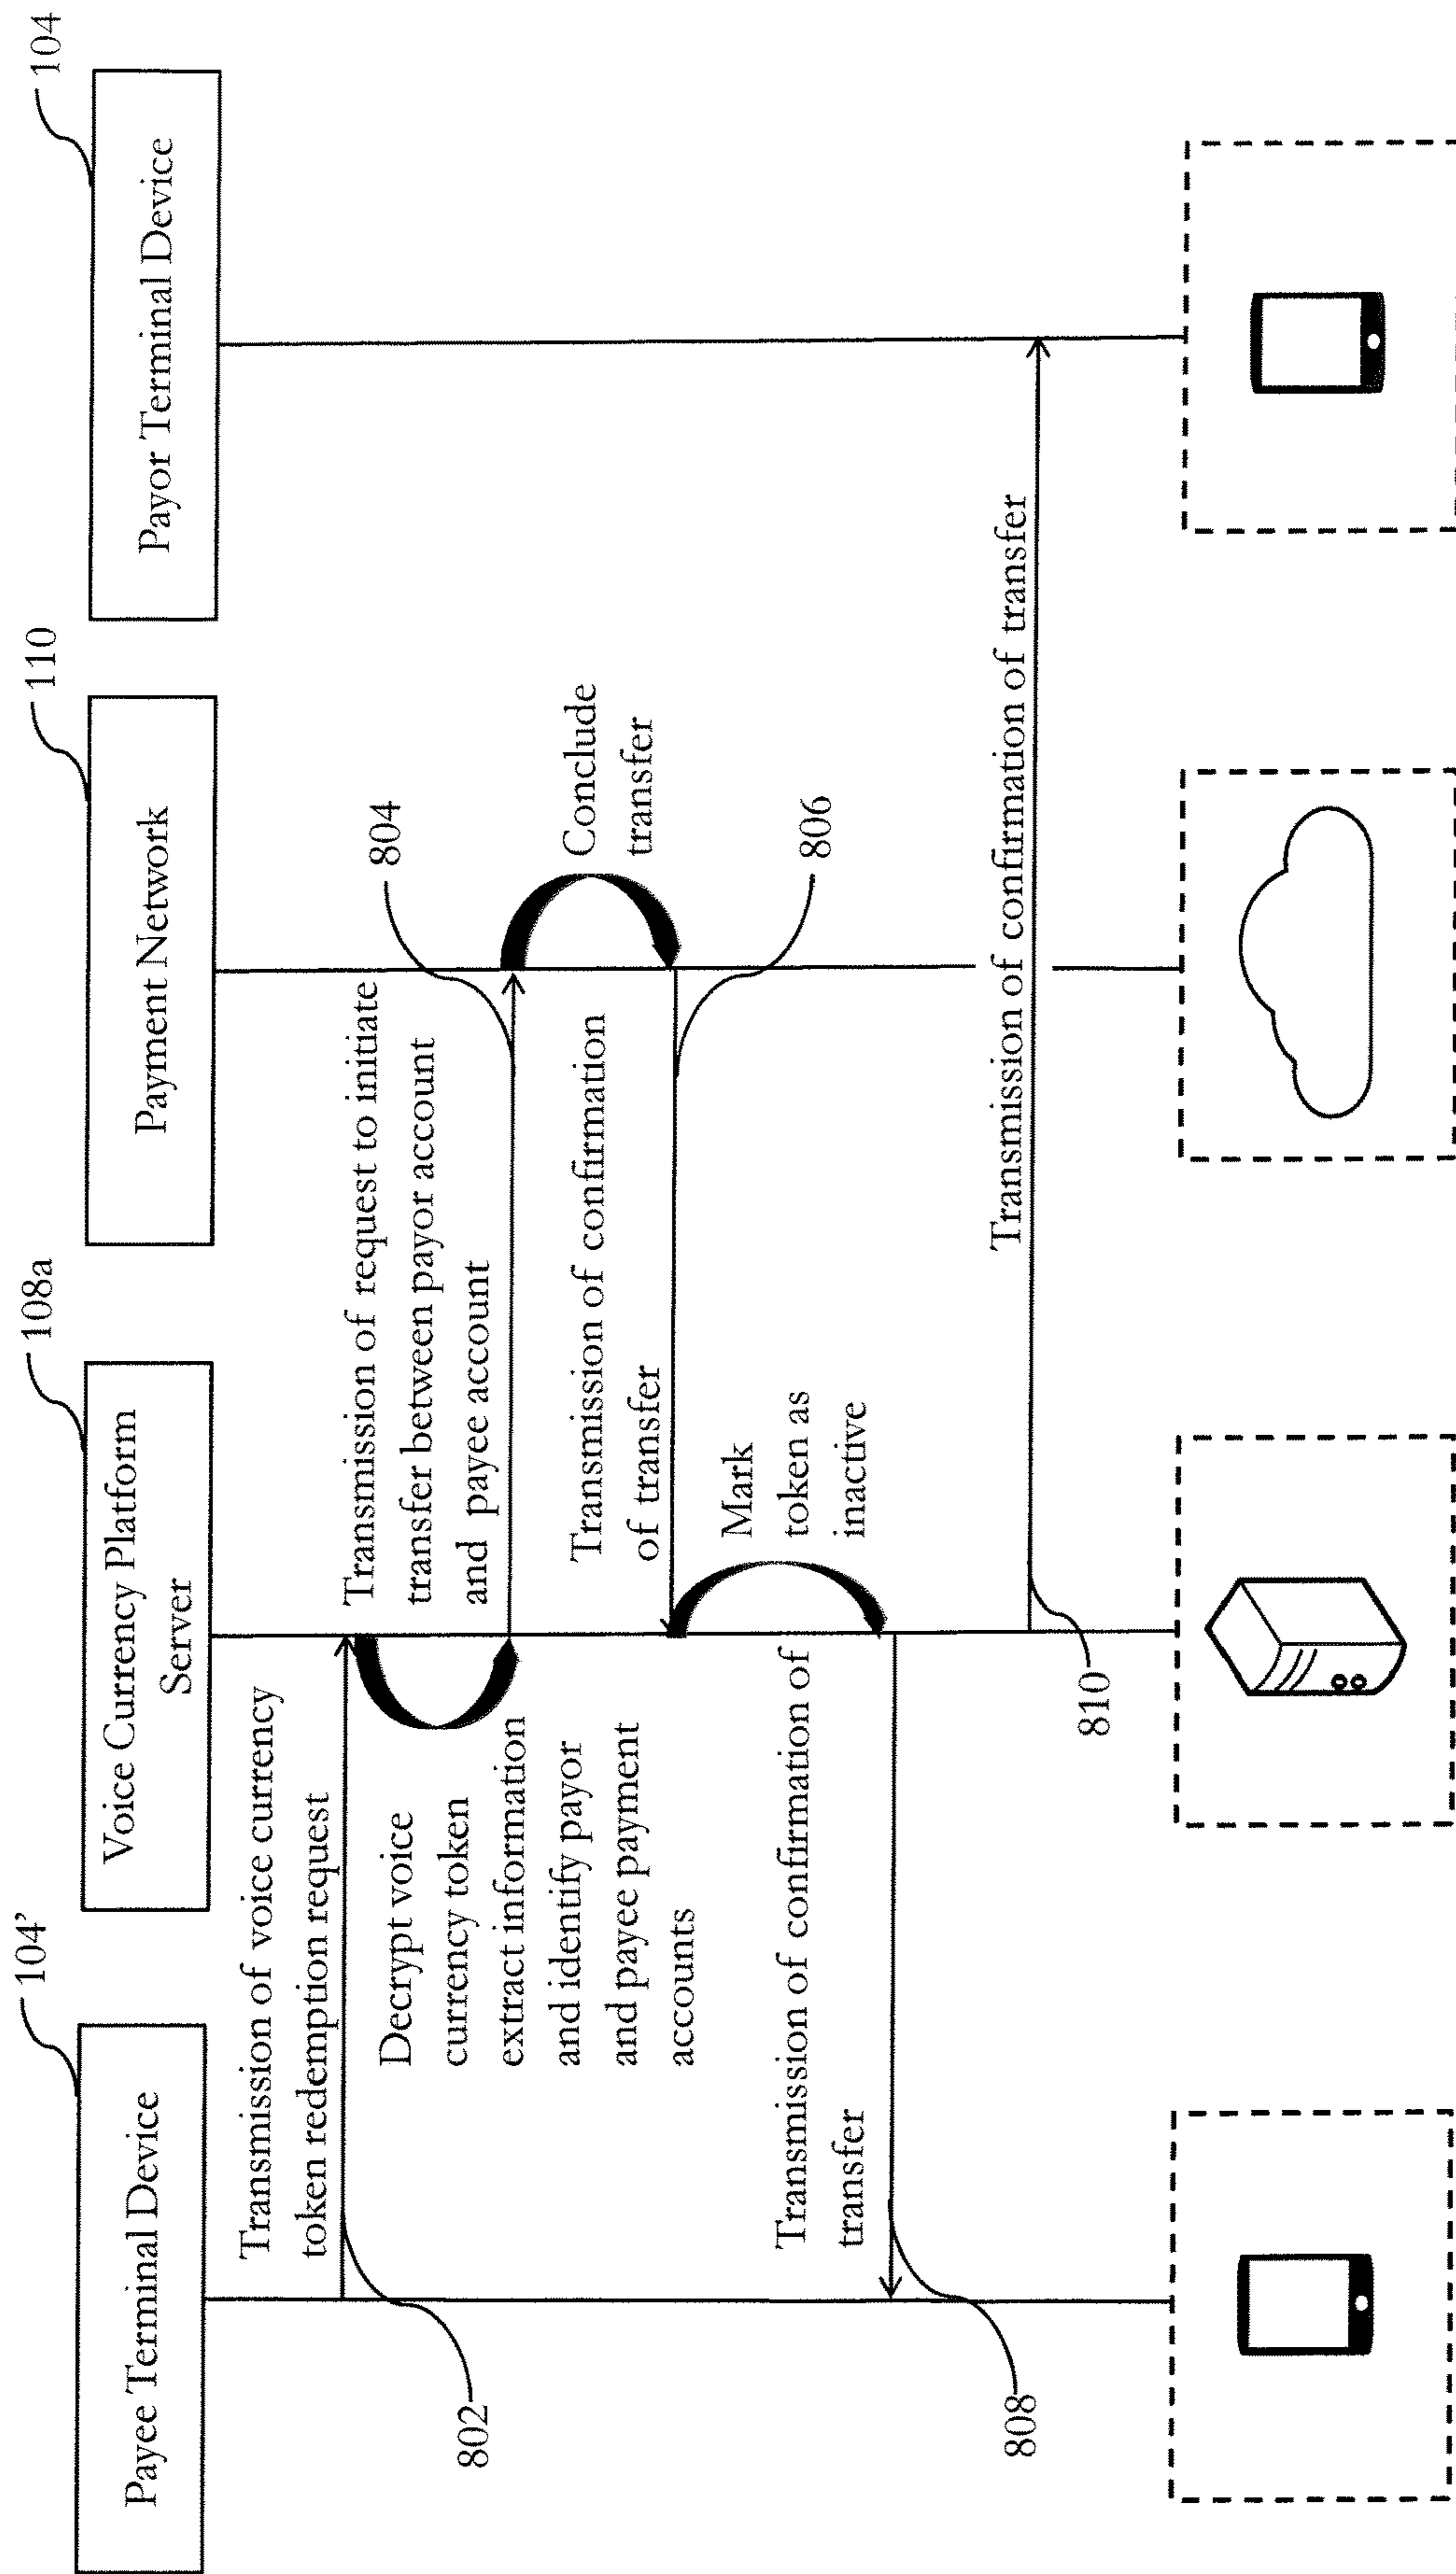 104'
Payee Terminal Device
108a
Voice Currency Platform
Server
110
Payment Network
104
Payor Terminal Device
Transmission of voice currency
token redemption request
802
Decrypt voice
currency token
extract information
and identify payor
and payee payment
accounts
Transmission of request to initiate
transfer between payor account
and payee account
804
Conclude
transfer
Transmission of confirmation
of transfer
806
Mark
token as
inactive
Transmission of confirmation of
transfer
808
Transmission of confirmation of transfer
810